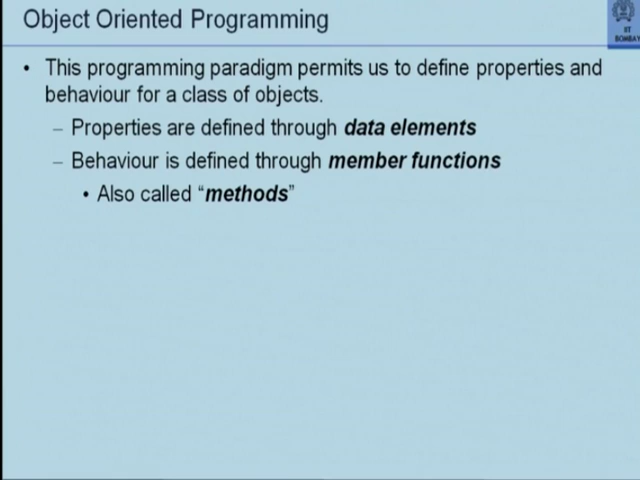 Object Oriented Programming
IIT
BOMBAY
• This programming paradigm permits us to define properties and
behaviour for a class of objects.
– Properties are defined through data elements
– Behaviour is defined through member functions
• Also called “methods”